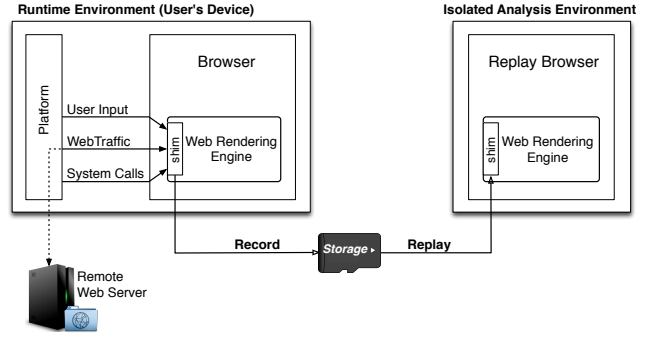 Runtime Environment (User's Device)
Isolated Analysis Environment
Platform
Browser
User Input
WebTraffic
System Calls
shim
Web Rendering
Engine
Replay Browser
shim
Web Rendering
Engine
Record
Storage
Replay
Remote
Web Server